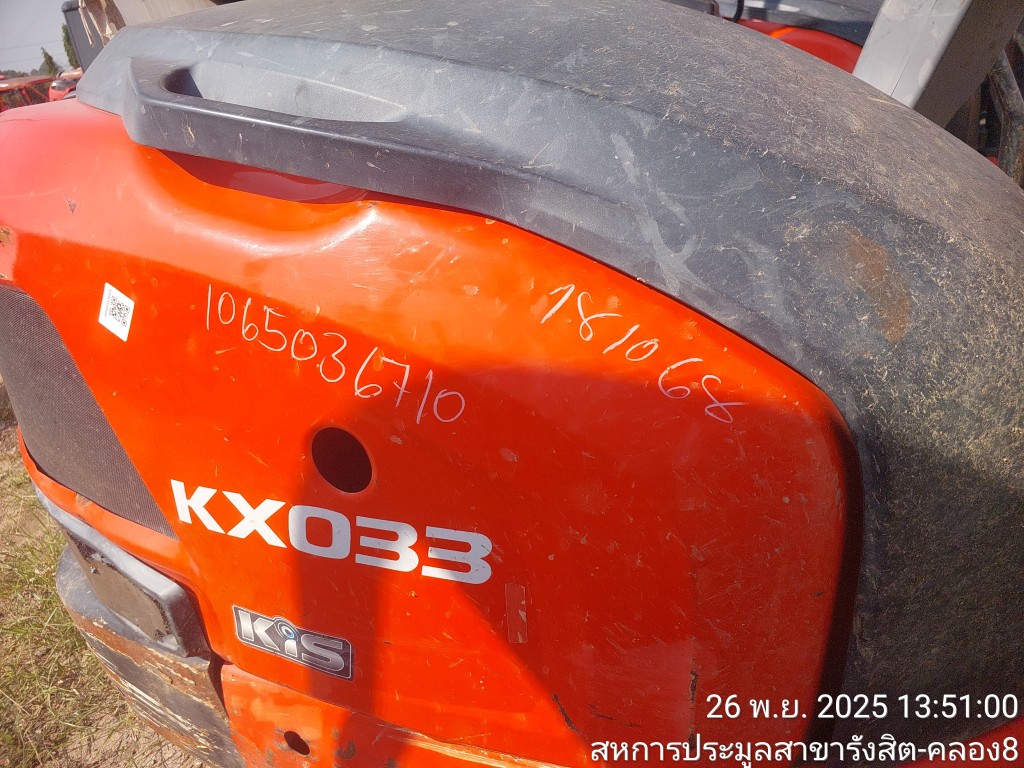 1065036710
181068
KX033
KiS
26 พ.ย. 2025 13:51:00
สหการประมูลสาขารังสิต-คลอง8